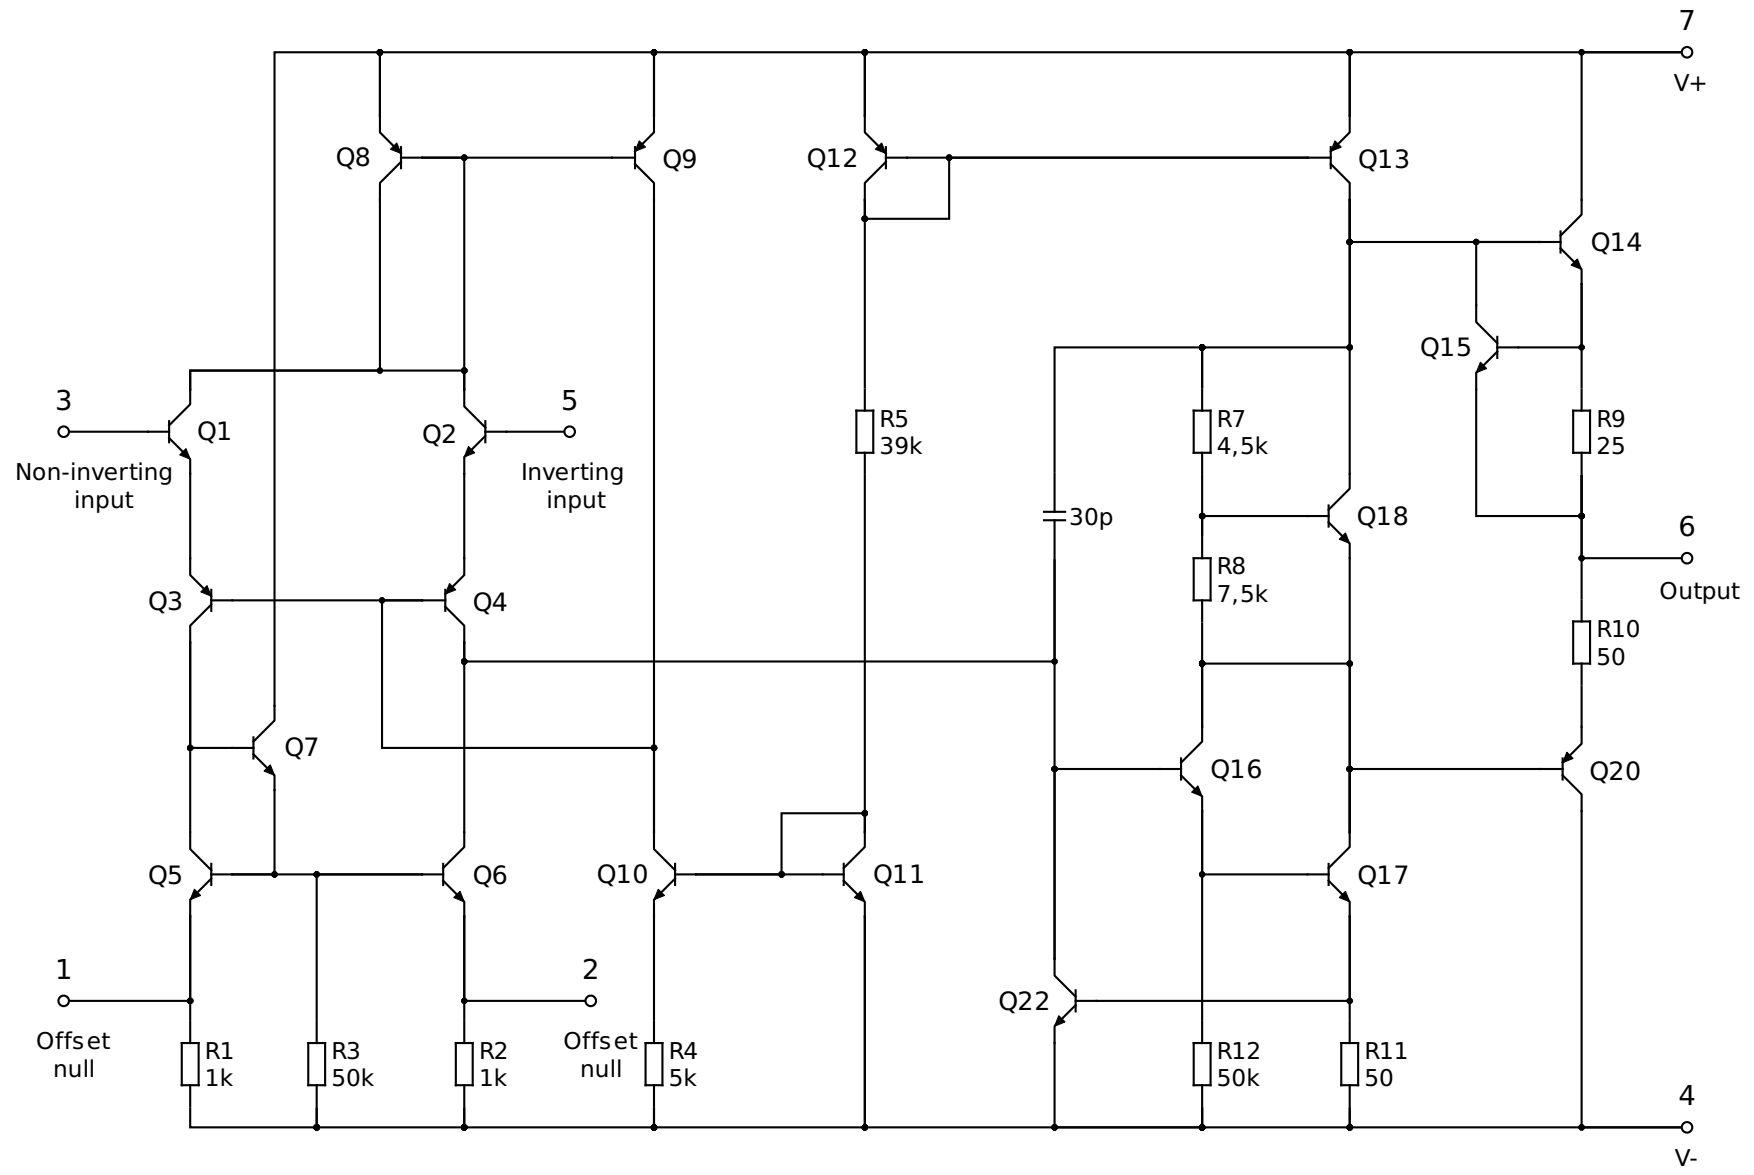 7
V+
Q8
Q9
Q12
Q13
Q14
Q15
3
5
Q1
Q2
Non-inverting
input
Inverting
input
R5
39k
R7
4,5k
R9
25
30p
Q18
6
Output
Q3
Q4
R8
7,5k
R10
50
Q7
Q16
Q20
Q5
Q6
Q10
Q11
Q17
1
2
Offset
null
Offset
null
Q22
R1
1k
R3
50k
R2
1k
R4
5k
R12
50k
R11
50
4
V-